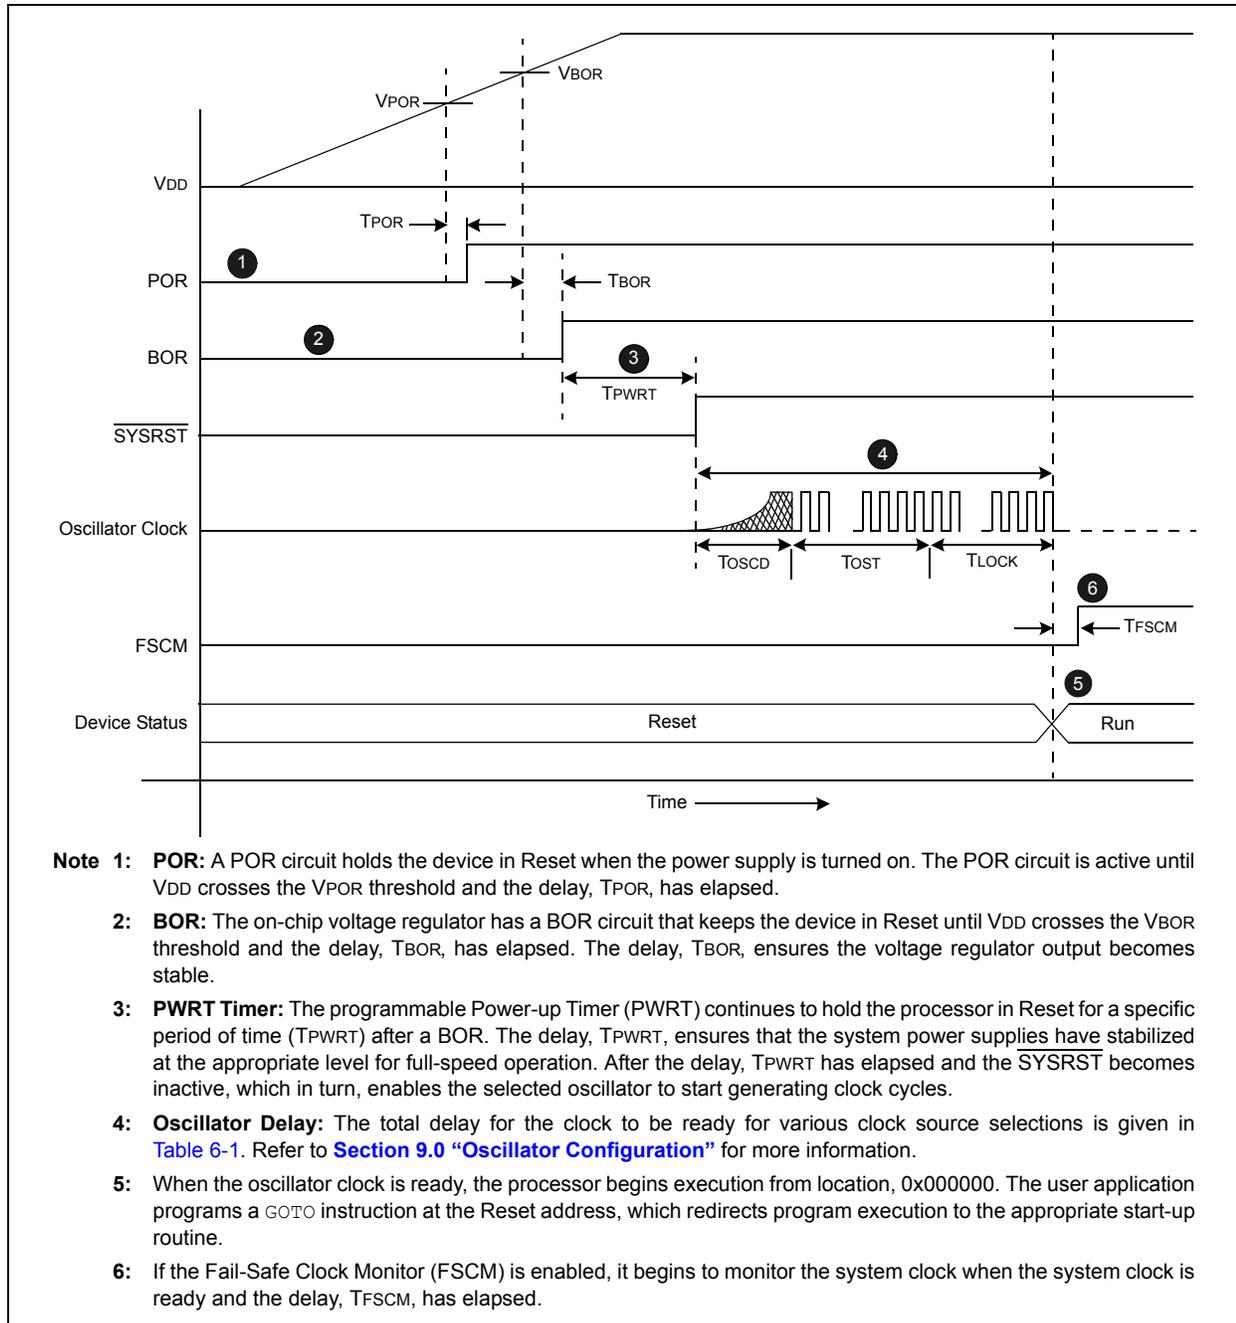 VBOR
VPOR
VDD
TPOR
1
POR
TBOR
2
BOR
3
TPWRT
SYSRST
4
Oscillator Clock
TOSCD
TOST
TLOCK
6
TFSCM
FSCM
5
Device Status
Reset
Run
Time
Note 1: POR: A POR circuit holds the device in Reset when the power supply is turned on. The POR circuit is active until
VDD crosses the VPOR threshold and the delay, TPOR, has elapsed.
2: BOR: The on-chip voltage regulator has a BOR circuit that keeps the device in Reset until VDD crosses the VBOR
threshold and the delay, TBOR, has elapsed. The delay, TBOR, ensures the voltage regulator output becomes
stable.
3: PWRT Timer: The programmable Power-up Timer (PWRT) continues to hold the processor in Reset for a specific
period of time (TPWRT) after a BOR. The delay, TPWRT, ensures that the system power supplies have stabilized
at the appropriate level for full-speed operation. After the delay, TPWRT has elapsed and the SYSRST becomes
inactive, which in turn, enables the selected oscillator to start generating clock cycles.
4: Oscillator Delay: The total delay for the clock to be ready for various clock source selections is given in
Table 6-1. Refer to Section 9.0 “Oscillator Configuration” for more information.
5: When the oscillator clock is ready, the processor begins execution from location, 0x000000. The user application
programs a GOTO instruction at the Reset address, which redirects program execution to the appropriate start-up
routine.
6: If the Fail-Safe Clock Monitor (FSCM) is enabled, it begins to monitor the system clock when the system clock is
ready and the delay, TFSCM, has elapsed.